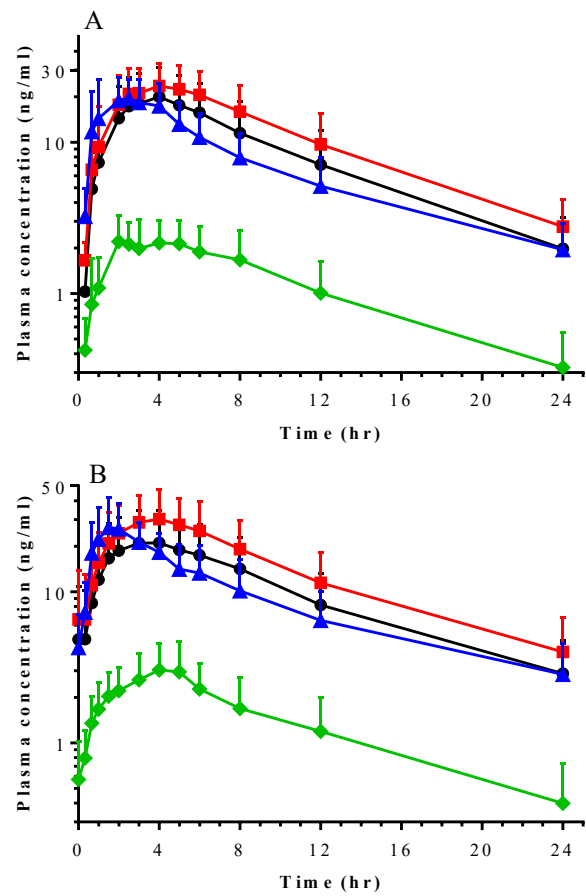 A
Plasma concentration (ng/ml)
30
10
1
0 4 8 12 16 20 24
Time (hr)
B
Plasma concentration (ng/ml)
50
10
1
0 4 8 12 16 20 24
Time (hr)